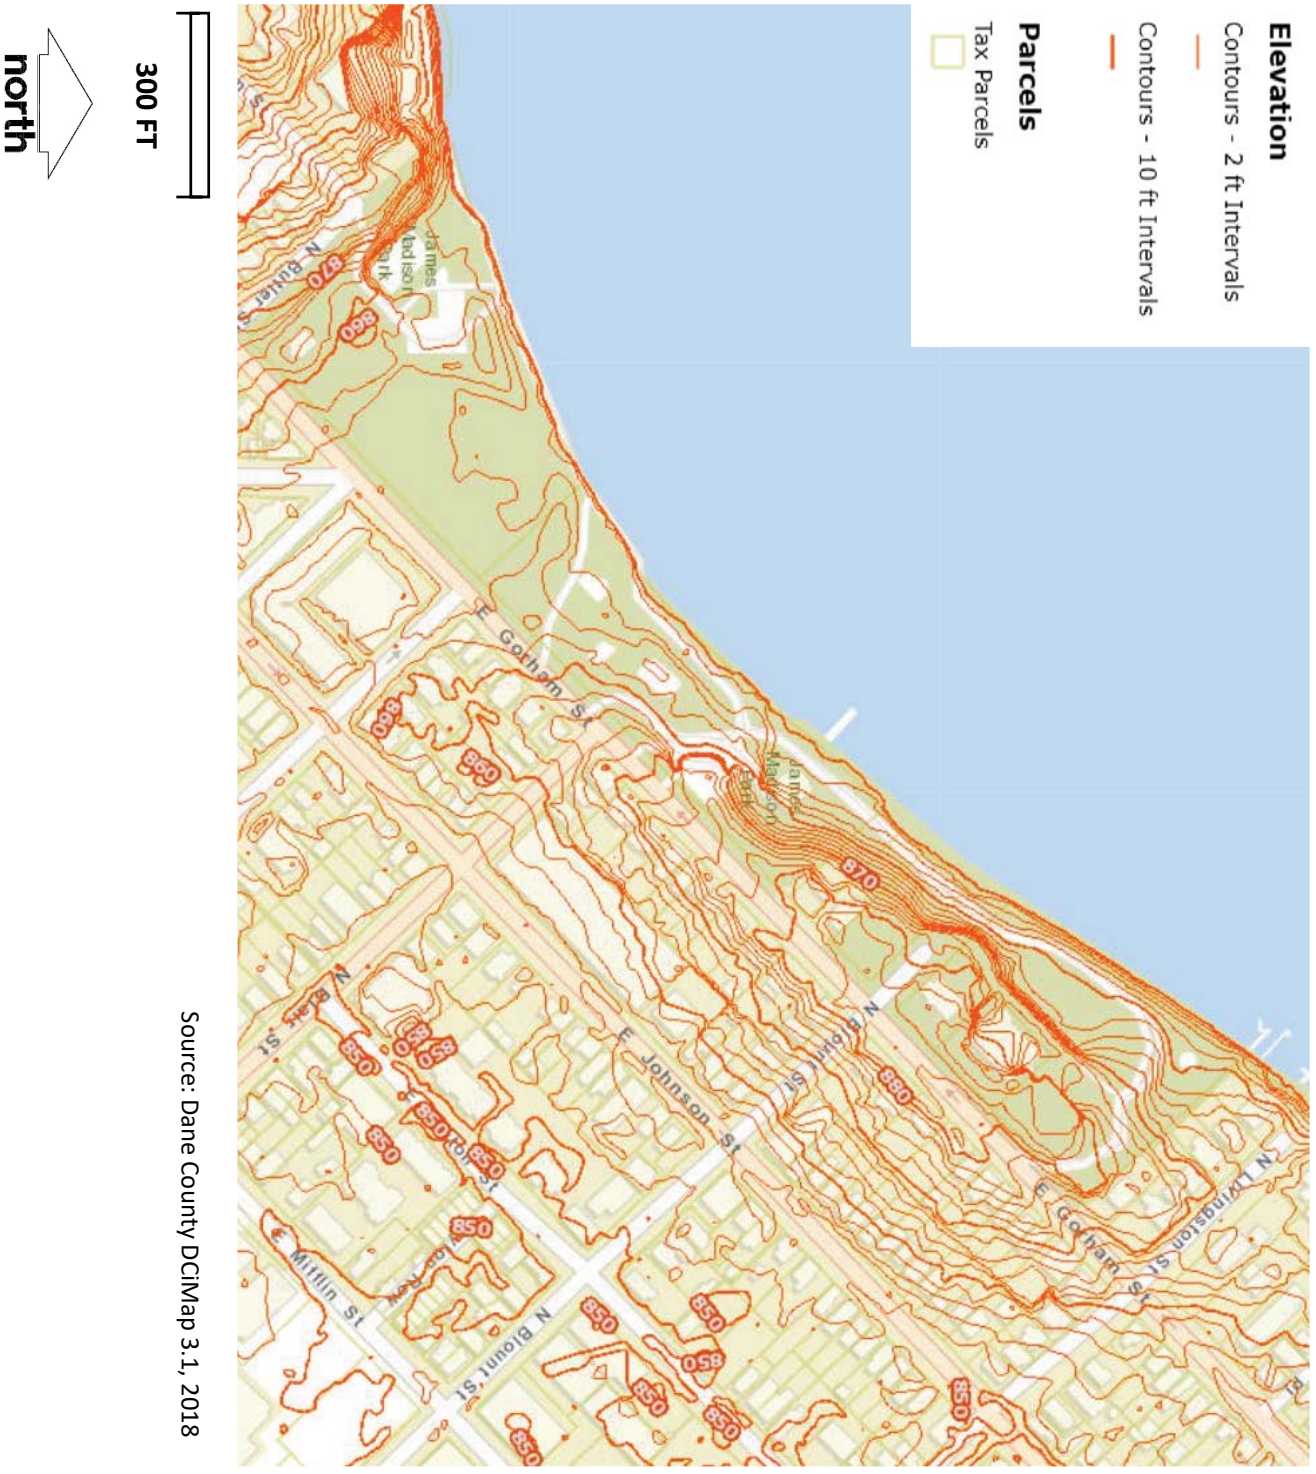 Elevation
Contours - 2 ft Intervals
Contours - 10 ft Intervals
Parcels
Tax Parcels
300 FT
north
James
Madison
Park
N Butler St
870
860
E Gorham St
860
860
James
Madison
Park
870
N Blount St
880
E Johnson St
N Blair St
850
850
850
850
850
850
850
E Mifflin St
N Blount St
E Gorham St
N Livingston St
850
850
850
850
850
850
850
Source: Dane County DCiMap 3.1, 2018